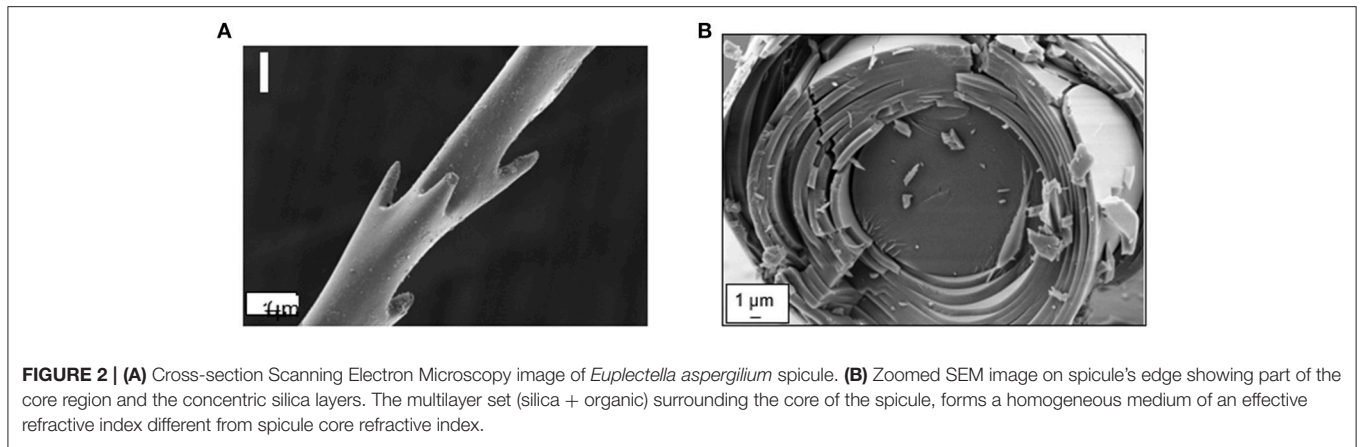 A
B
1 µm
FIGURE 2 | (A) Cross-section Scanning Electron Microscopy image of Euplectella aspergilium spicule. (B) Zoomed SEM image on spicule's edge showing part of the
core region and the concentric silica layers. The multilayer set (silica + organic) surrounding the core of the spicule, forms a homogeneous medium of an effective
refractive index different from spicule core refractive index.